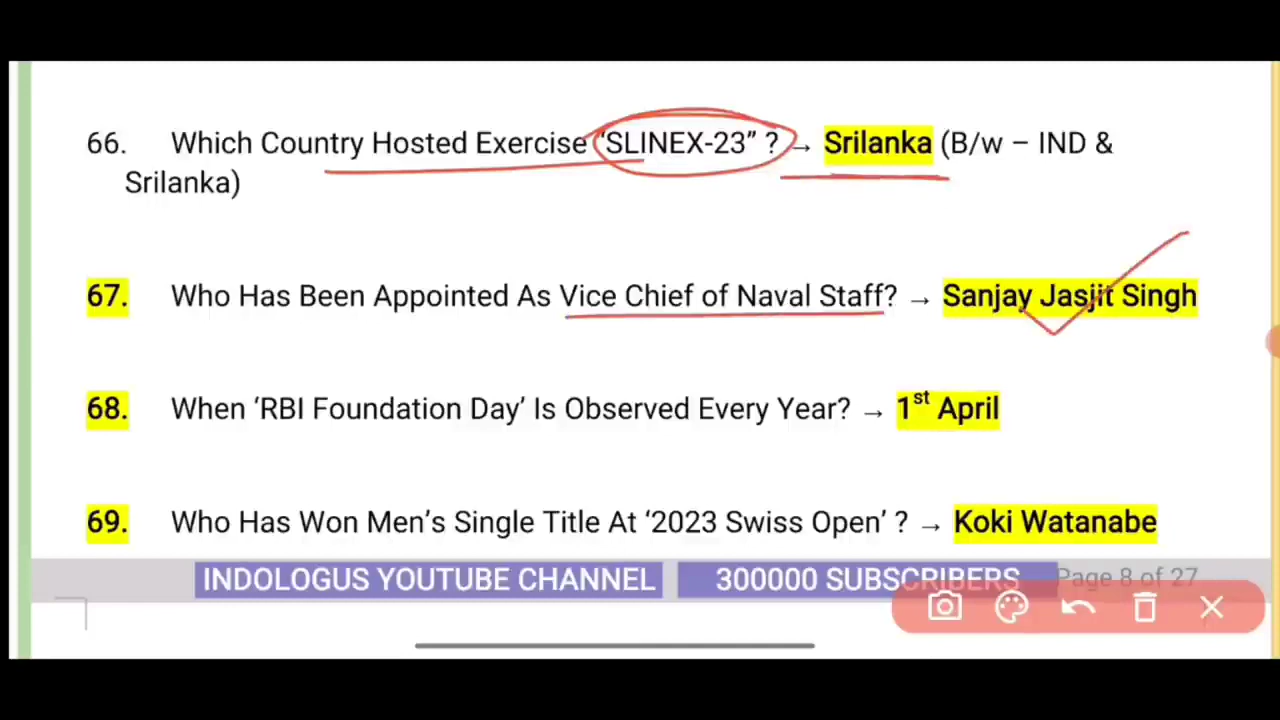 66. Which Country Hosted Exercise “SLINEX-23” ? → Srilanka (B/w – IND &
Srilanka)
67. Who Has Been Appointed As Vice Chief of Naval Staff? → Sanjay Jasjit Singh
68. When ‘RBI Foundation Day’ Is Observed Every Year? → 1st April
69. Who Has Won Men’s Single Title At ‘2023 Swiss Open’ ? → Koki Watanabe
INDOLOGUS YOUTUBE CHANNEL 300000 SUBSCRIBERS Page 8 of 27